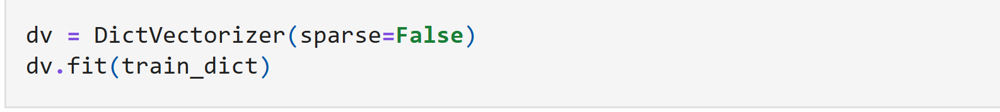 dv = DictVectorizer(sparse=False)
dv.fit(train_dict)